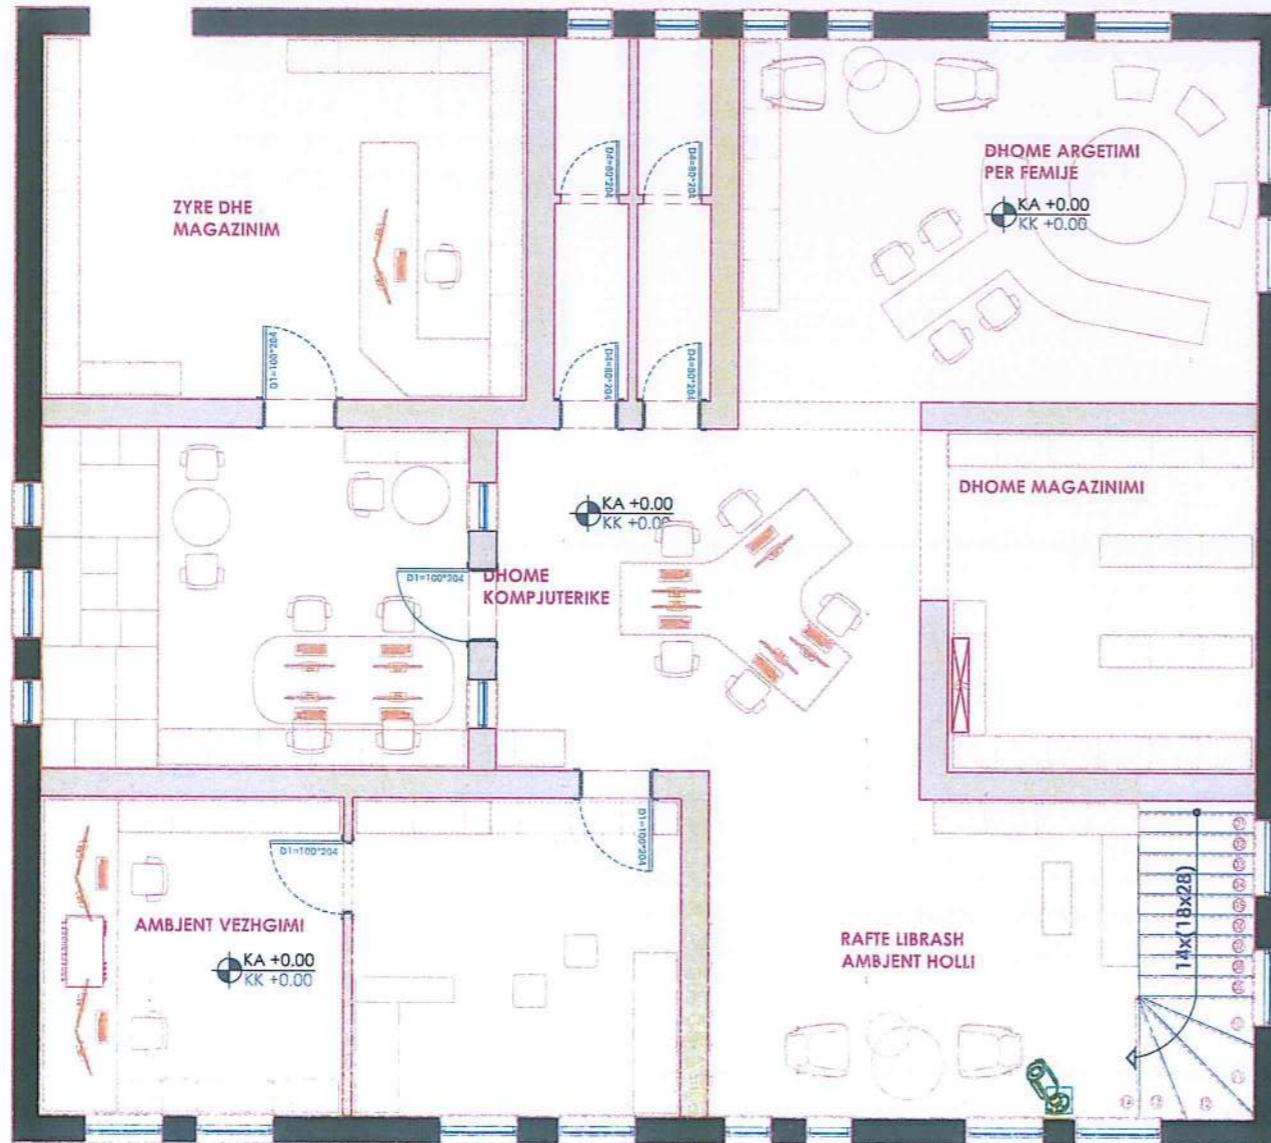 ZYRE DHE
MAGAZINIM
D4=80*204
D4=80*204
DHOME ARGETIMI
PER FEMIJE
KA +0.00
KK +0.00
D1=100*204
D4=80*204
D4=80*204
DHOME MAGAZINIMI
KA +0.00
KK +0.00
D1=100*204
DHOME
KOMPJUTERIKE
D1=100*204
D1=100*204
AMBJENT VEZHGIMI
KA +0.00
KK +0.00
RAFTE LIBRASH
AMBJENT HOLLI
14x(18x28)